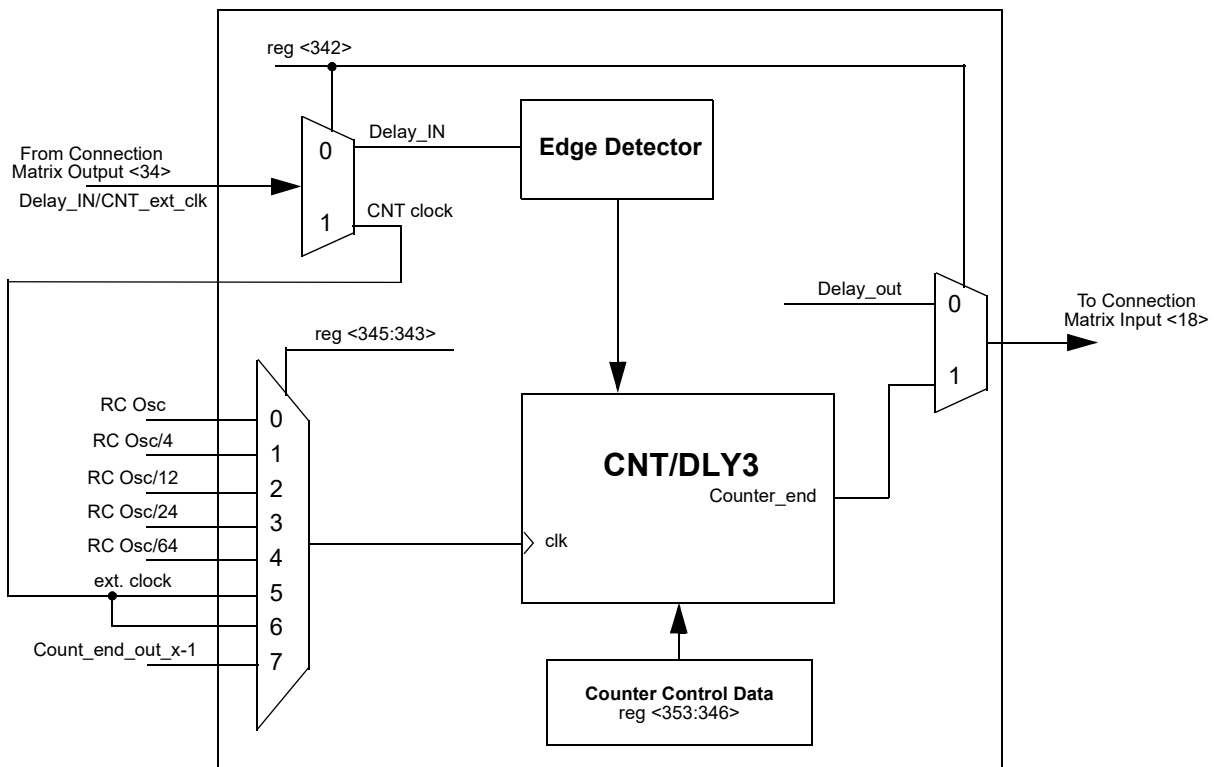 reg <342>
0
1
From Connection
Matrix Output <34>
Delay_IN/CNT_ext_clk
Delay_IN
CNT clock
Edge Detector
Delay_out
0
1
To Connection
Matrix Input <18>
reg <345:343>
RC Osc
RC Osc/4
RC Osc/12
RC Osc/24
RC Osc/64
ext. clock
Count_end_out_x-1
0
1
2
3
4
5
6
7
CNT/DLY3
Counter_end
clk
Counter Control Data
reg <353:346>